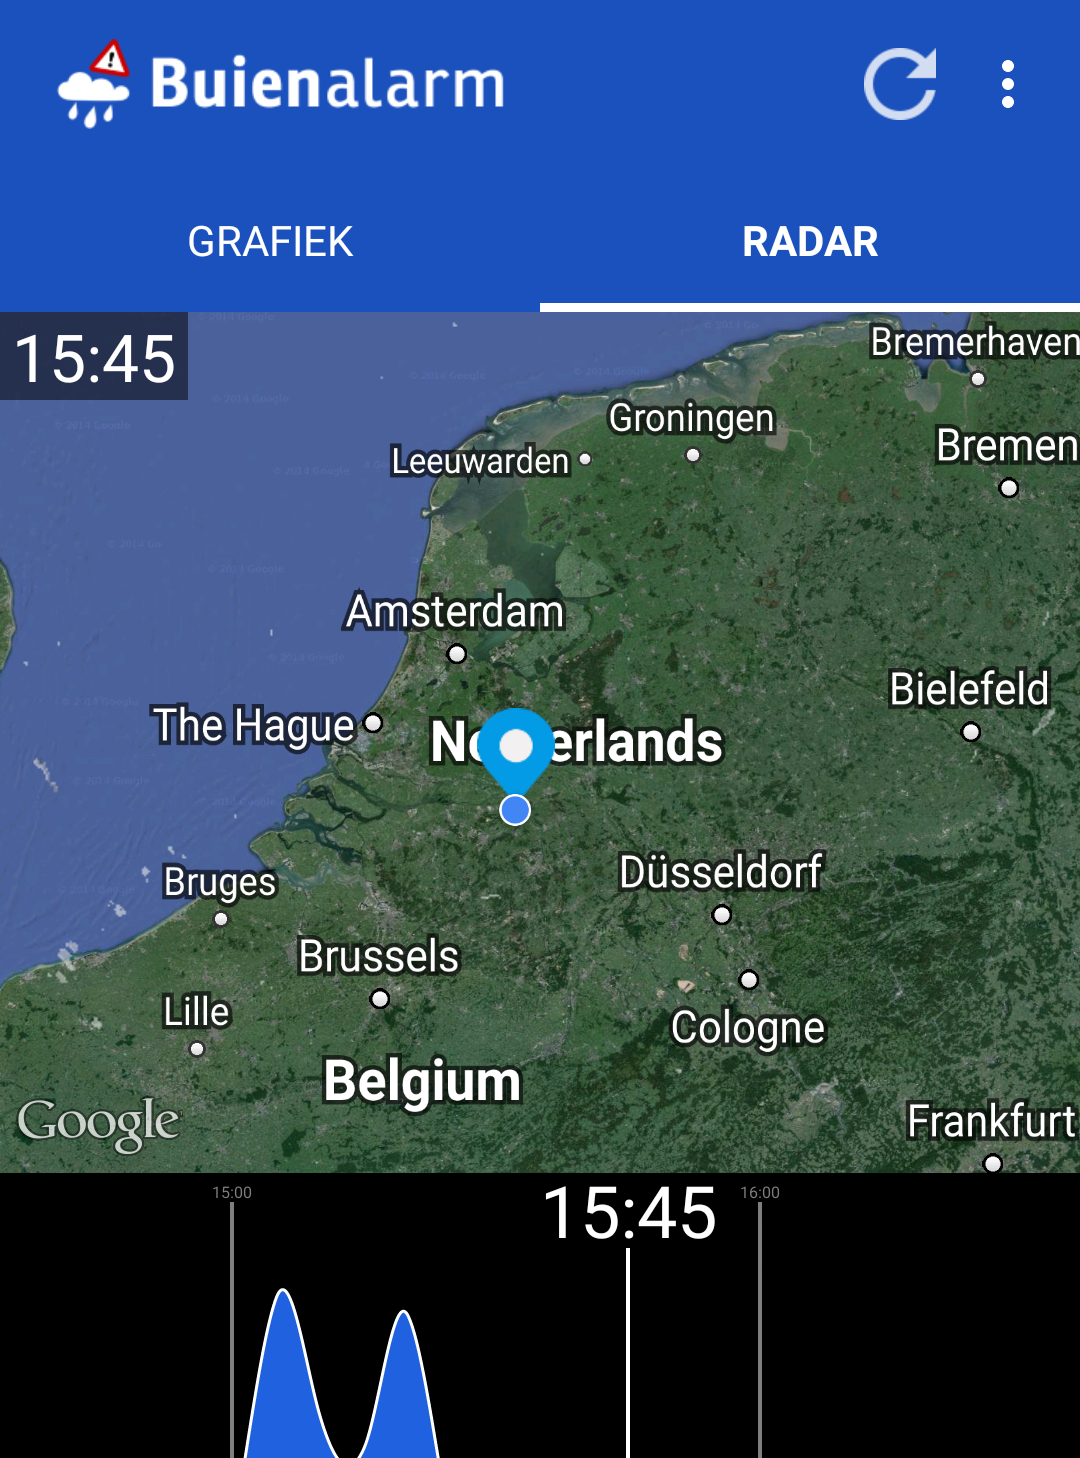 Buienalarm
GRAFIEK
RADAR
15:45
Bremerhaven
Groningen
Bremen
Leeuwarden
Amsterdam
Bielefeld
The Hague
Netherlands
Düsseldorf
Bruges
Brussels
Lille
Cologne
Belgium
Google
Frankfurt
15:00
15:45
16:00